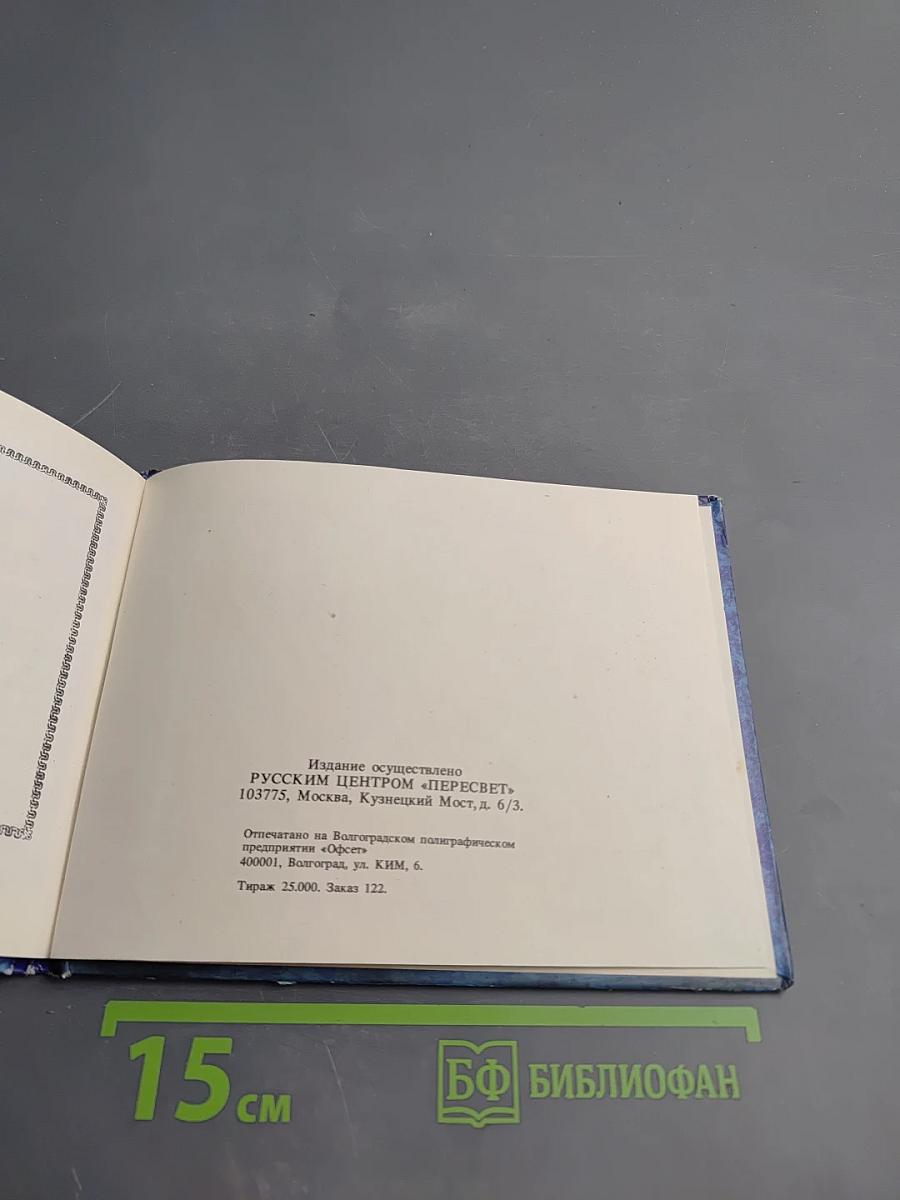 Издание осуществлено
РУССКИМ ЦЕНТРОМ «ПЕРЕСВЕТ»
103775, Москва, Кузнецкий Мост, д. 6/3.
Отпечатано на Волгоградском полиграфическом
предприятии «Офсет»
400001, Волгоград, ул. КИМ, 6.
Тираж 25.000. Заказ 122.
15 см
БФ БИБЛИОФАН